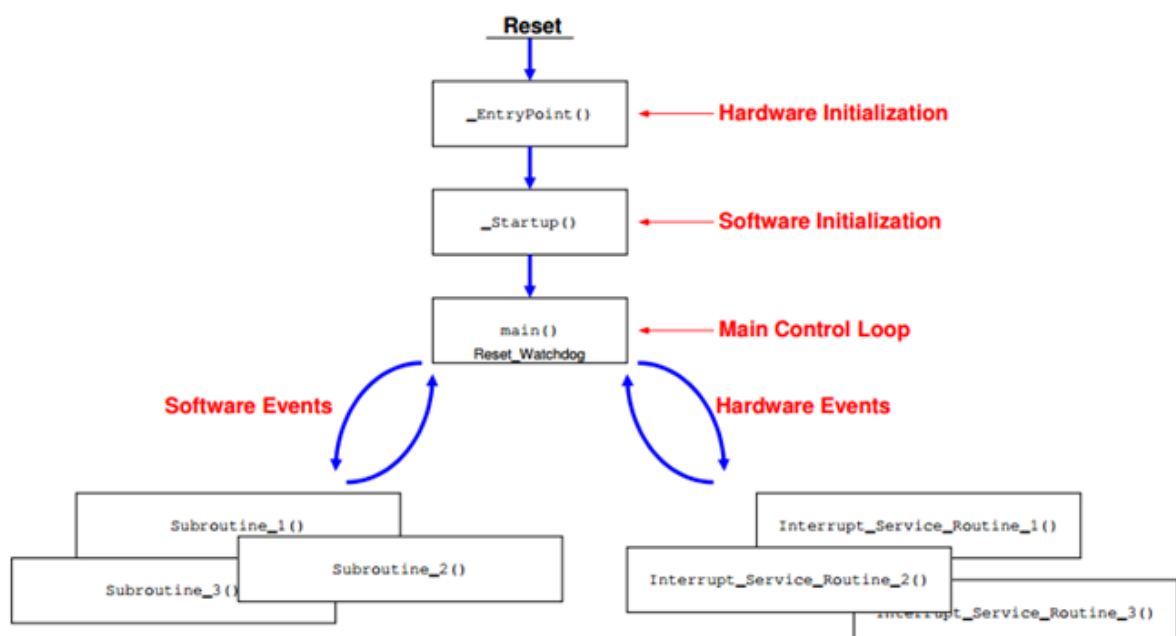 Reset
_EntryPoint()
Hardware Initialization
_Startup()
Software Initialization
main()
Reset_Watchdog
Main Control Loop
Software Events
Hardware Events
Subroutine_1()
Subroutine_2()
Subroutine_3()
Interrupt_Service_Routine_1()
Interrupt_Service_Routine_2()
Interrupt_Service_Routine_3()